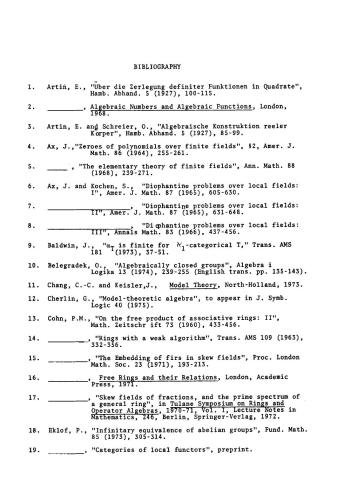 BIBLIOGRAPHY
1. Artin, E., "Über die Zerlegung definiter Funktionen in Quadrate",
Hamb. Abhand. 5 (1927), 100-115.
2. ________, Algebraic Numbers and Algebraic Functions, London,
1968.
3. Artin, E. and Schreier, O., "Algebraische Konstruktion reeler
Korper", Hamb. Abhand. 5 (1927), 85-99.
4. Ax, J.,"Zeroes of polynomials over finite fields", §2, Amer. J.
Math. 86 (1964), 255-261.
5. _____ , "The elementary theory of finite fields", Ann. Math. 88
(1968), 239-271.
6. Ax, J. and Kochen, S., "Diophantine problems over local fields:
I", Amer. J. Math. 87 (1965), 605-630.
7. ________________, "Diophantine problems over local fields:
II", Amer. J. Math. 87 (1965), 631-648.
8. ________________, "Diophantine problems over local fields:
III", Annals Math. 83 (1966), 437-456.
9. Baldwin, J., "α_T is finite for ℵ₁-categorical T," Trans. AMS
181 (1973), 37-51.
10. Belegradek, O., "Algebraically closed groups", Algebra i
Logika 13 (1974), 239-255 (English trans. pp. 135-143).
11. Chang, C.-C. and Keisler,J., Model Theory, North-Holland, 1973.
12. Cherlin, G., "Model-theoretic algebra", to appear in J. Symb.
Logic 40 (1975).
13. Cohn, P.M., "On the free product of associative rings: II",
Math. Zeitschr ift 73 (1960), 433-456.
14. ________, "Rings with a weak algorithm", Trans. AMS 109 (1963),
332-356.
15. ________, "The Embedding of firs in skew fields", Proc. London
Math. Soc. 23 (1971), 193-213.
16. ________, Free Rings and their Relations, London, Academic
Press, 1971.
17. ________, "Skew fields of fractions, and the prime spectrum of
a general ring", in Tulane Symposium on Rings and
Operator Algebras, 1970-71, Vol. I, Lecture Notes in
Mathematics, 246, Berlin, Springer-Verlag, 1972.
18. Eklof, P., "Infinitary equivalence of abelian groups", Fund. Math.
85 (1973), 305-314.
19. ________, "Categories of local functors", preprint.